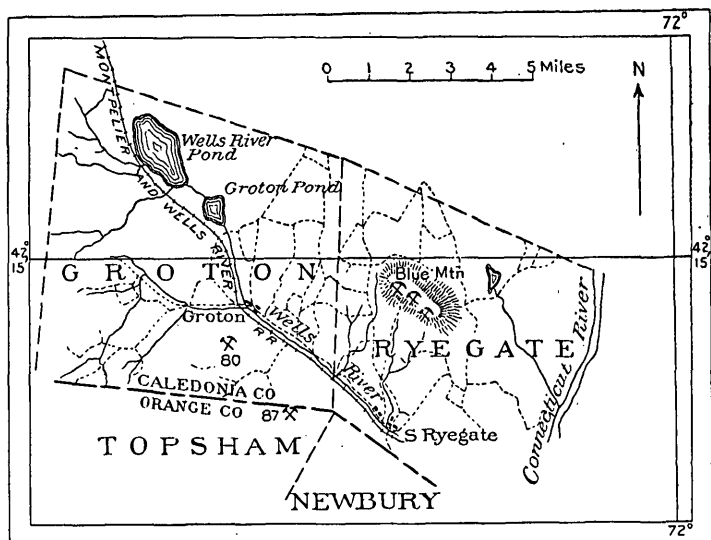 72°
0 1 2 3 4 5 Miles
N
MONTPELIER AND WELLS RIVER RR
Wells River
Pond
Groton Pond
42°
15'
42°
15'
GROTON
Blue Mtn
Groton
Wells River
RYEGATE
Connecticut River
80
CALEDONIA CO
ORANGE CO
87
S Ryegate
TOPSHAM
NEWBURY
72°